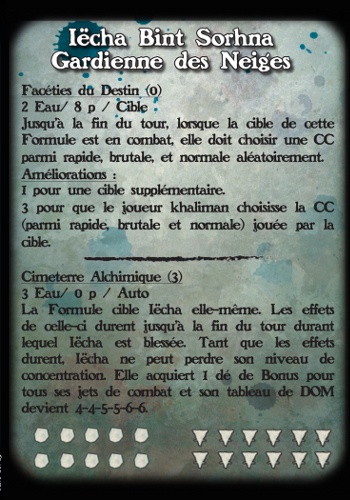 Iëcha Bint Sorhna
Gardienne des Neiges
Facéties du Destin (0)
2 Eau/ 8 p / Cible
Jusqu'à la fin du tour, lorsque la cible de cette
Formule est en combat, elle doit choisir une CC
parmi rapide, brutale, et normale aléatoirement.
Améliorations :
1 pour une cible supplémentaire.
3 pour que le joueur khaliman choisisse la CC
(parmi rapide, brutale et normale) jouée par la
cible.
Cimeterre Alchimique (3)
3 Eau/ 0 p / Auto
La Formule cible Iëcha elle-même. Les effets
de celle-ci durent jusqu'à la fin du tour durant
lequel Iëcha est blessée. Tant que les effets
durent, Iëcha ne peut perdre son niveau de
concentration. Elle acquiert 1 dé de Bonus pour
tous ses jets de combat et son tableau de DOM
devient 4-4-5-5-6-6.